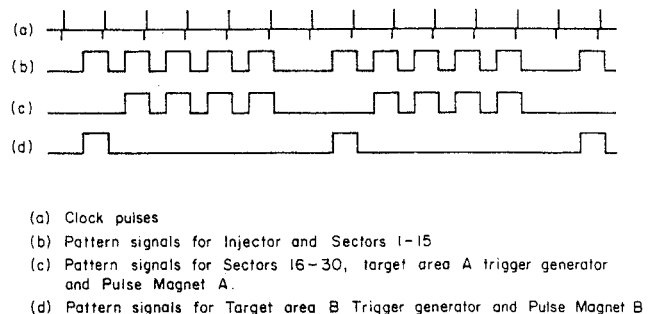 (a)
(b)
(c)
(d)
(a) Clock pulses
(b) Pattern signals for Injector and Sectors 1-15
(c) Pattern signals for Sectors 16-30, target area A trigger generator
and Pulse Magnet A.
(d) Pattern signals for Target area B Trigger generator and Pulse Magnet B